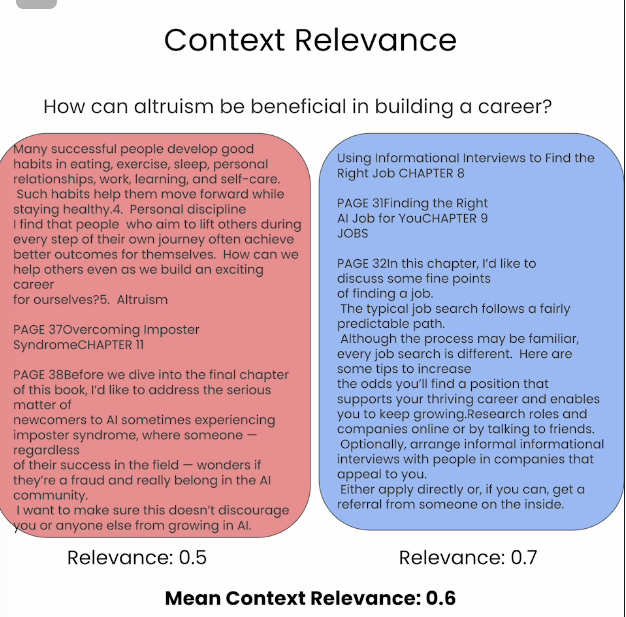 Context Relevance
How can altruism be beneficial in building a career?
Many successful people develop good
habits in eating, exercise, sleep, personal
relationships, work, learning, and self-care.
Such habits help them move forward while
staying healthy.4.  Personal discipline
I find that people  who aim to lift others during
every step of their own journey often achieve
better outcomes for themselves.  How can we
help others even as we build an exciting
career
for ourselves?5.  Altruism
PAGE 37Overcoming Imposter
SyndromeCHAPTER 11
PAGE 38Before we dive into the final chapter
of this book, I’d like to address the serious
matter of
newcomers to AI sometimes experiencing
imposter syndrome, where someone —
regardless
of their success in the field — wonders if
they’re a fraud and really belong in the AI
community.
I want to make sure this doesn’t discourage
you or anyone else from growing in AI.
Relevance: 0.5
Using Informational Interviews to Find the
Right Job CHAPTER 8
PAGE 31Finding the Right
AI Job for YouCHAPTER 9
JOBS
PAGE 32In this chapter, I’d like to
discuss some fine points
of finding a job.
The typical job search follows a fairly
predictable path.
Although the process may be familiar,
every job search is different.  Here are
some tips to increase
the odds you’ll find a position that
supports your thriving career and enables
you to keep growing.Research roles and
companies online or by talking to friends.
Optionally, arrange informal informational
interviews with people in companies that
appeal to you.
Either apply directly or, if you can, get a
referral from someone on the inside.
Relevance: 0.7
Mean Context Relevance: 0.6